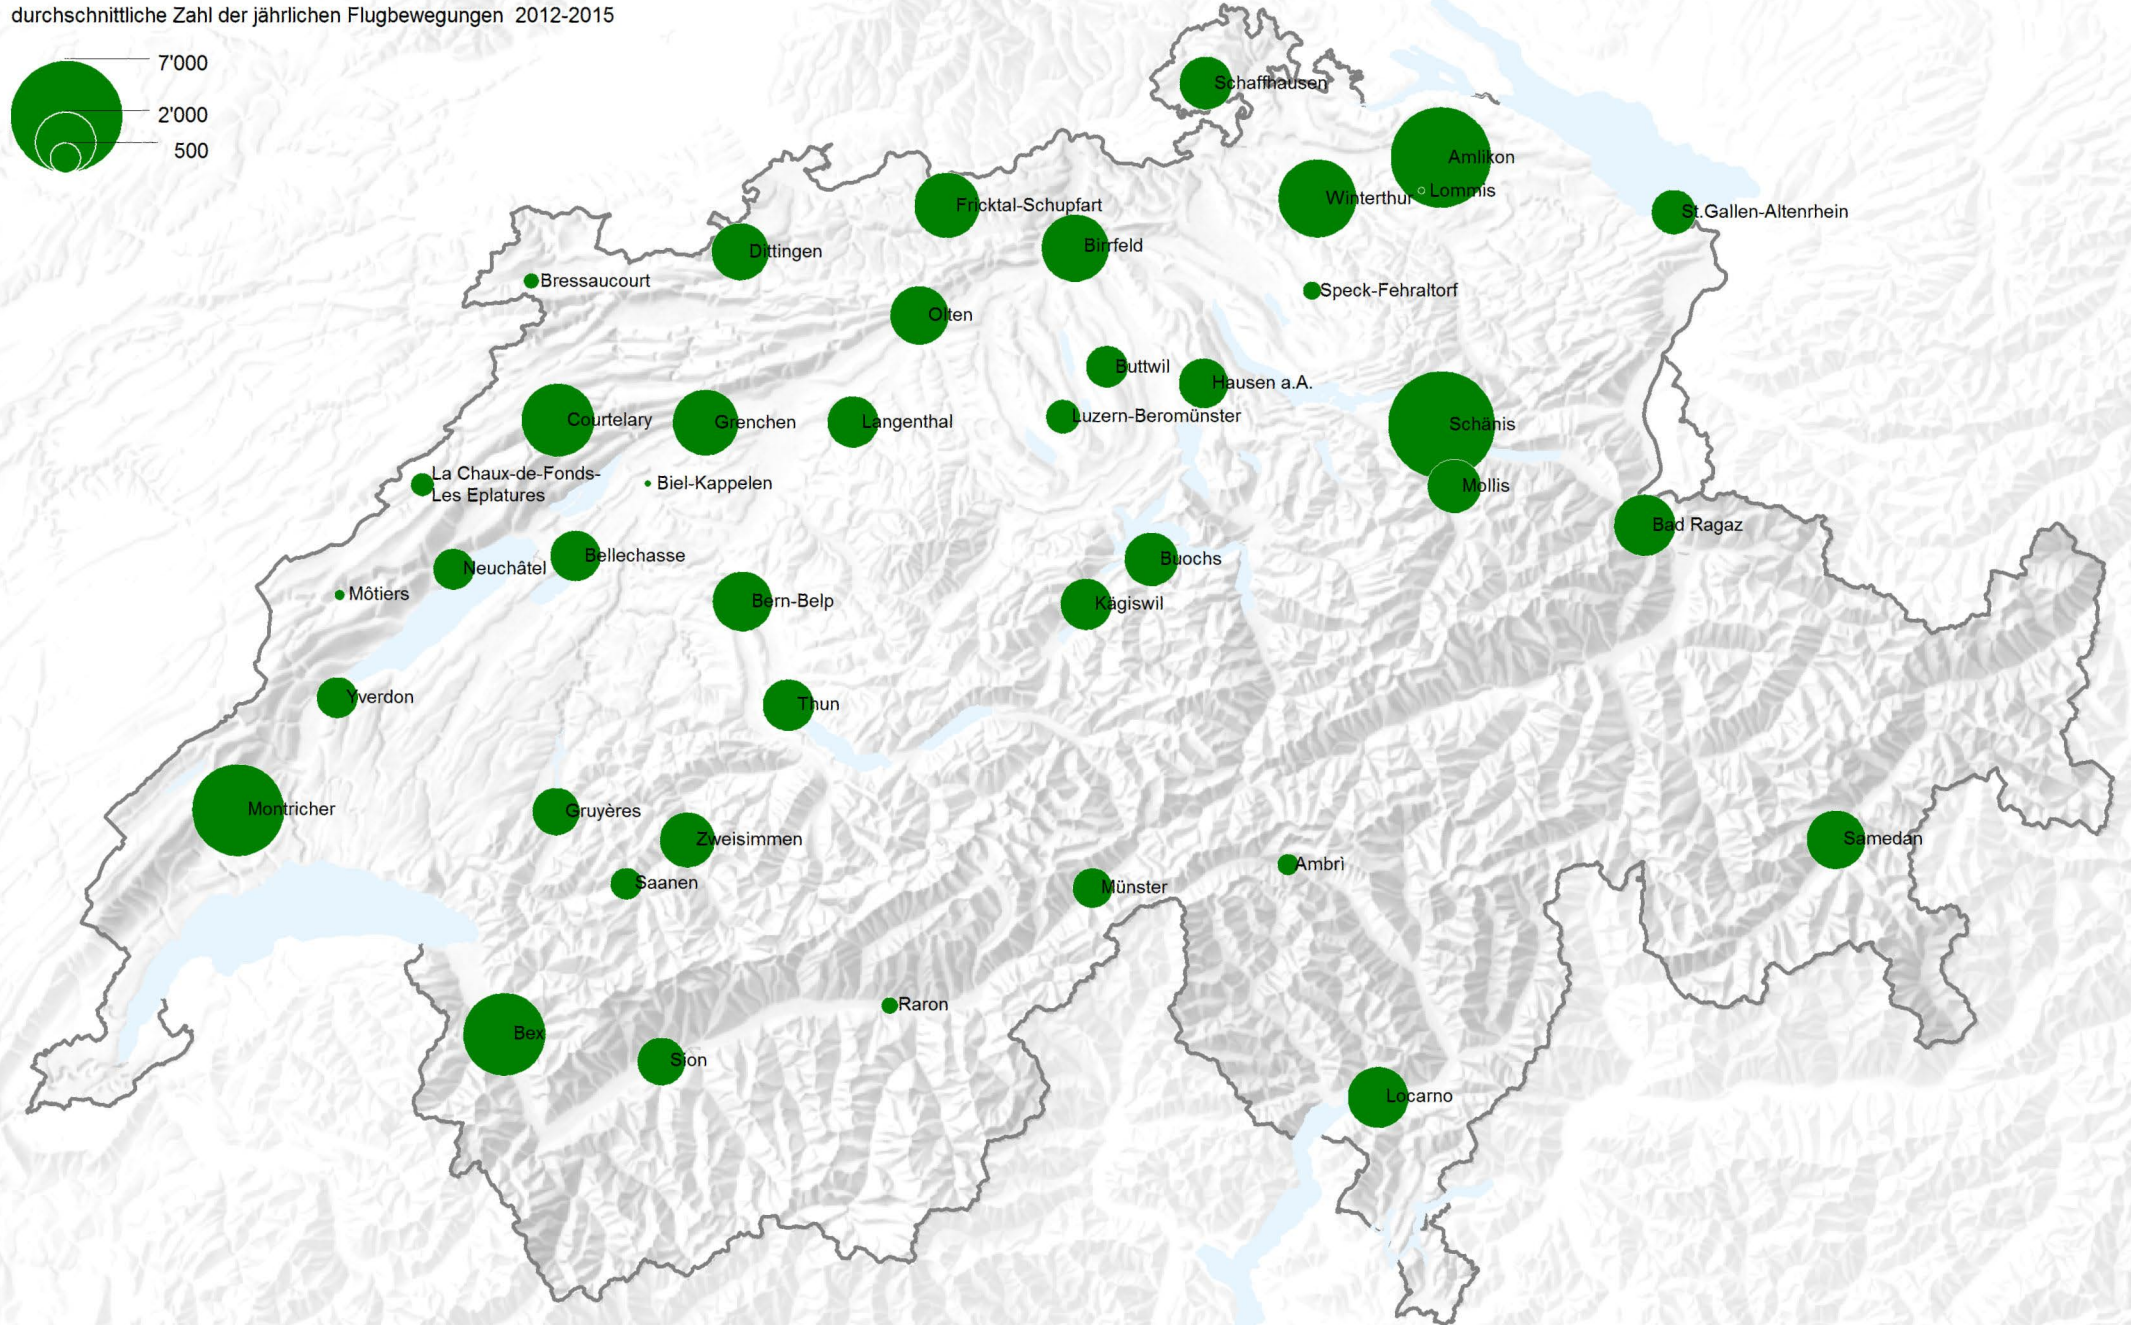 durchschnittliche Zahl der jährlichen Flugbewegungen 2012-2015
7'000
2'000
500
Schaffhausen
Amlikon
Lommis
Winterthur
Fricktal-Schupfart
St.Gallen-Altenrhein
Birrfeld
Dittingen
Bressaucourt
Speck-Fehraltorf
Olten
Buttwil
Hausen a.A.
Luzern-Beromünster
Courtelary
Grenchen
Langenthal
Schänis
La Chaux-de-Fonds-
Les Eplatures
Biel-Kappelen
Mollis
Bad Ragaz
Bellechasse
Neuchâtel
Buochs
Môtiers
Bern-Belp
Kägiswil
Yverdon
Thun
Montricher
Gruyères
Zweisimmen
Samedan
Saanen
Münster
Ambrì
Raron
Bex
Sion
Locarno